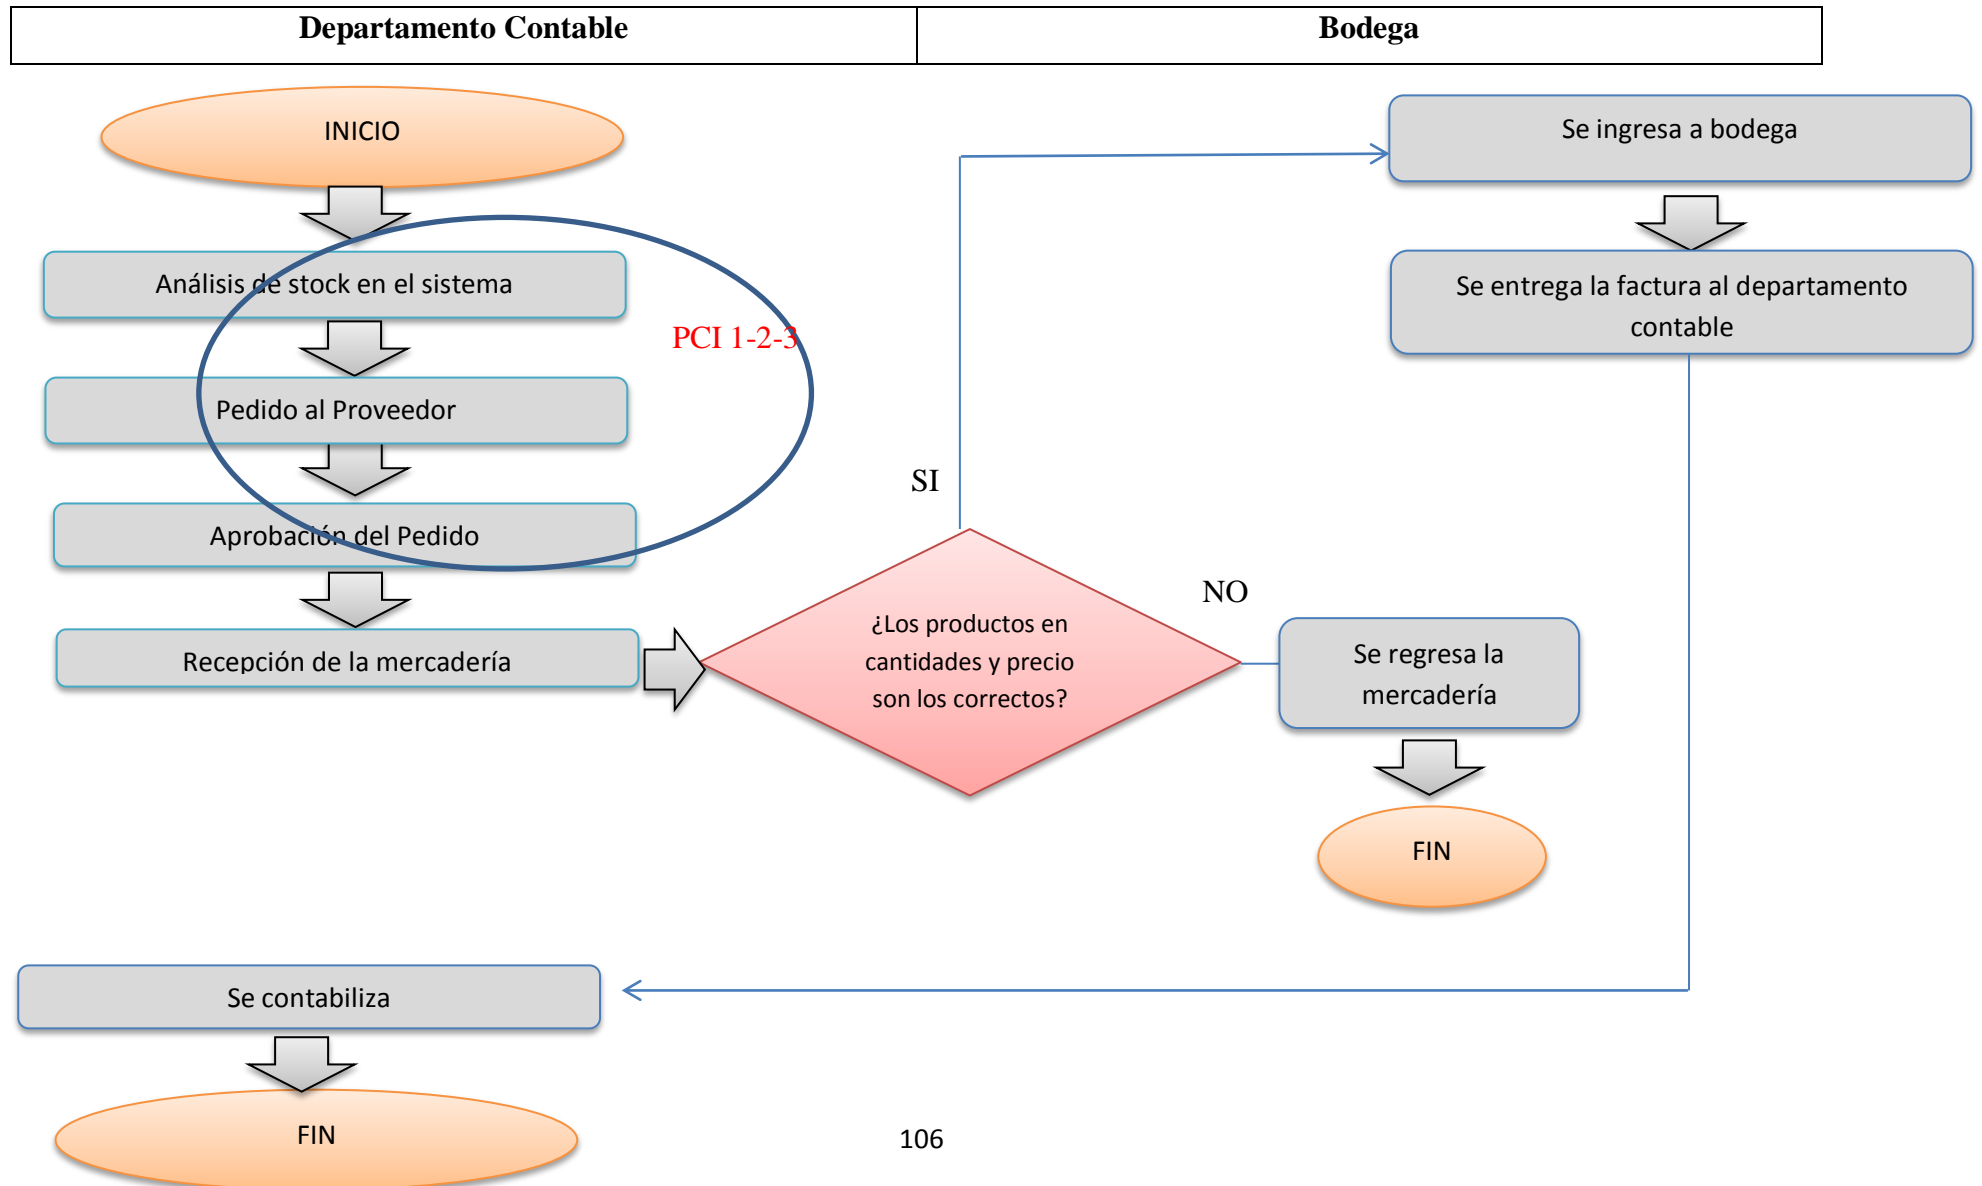 Departamento Contable
Bodega
INICIO
Análisis de stock en el sistema
PCI 1-2-3
Pedido al Proveedor
Aprobación del Pedido
Recepción de la mercadería
¿Los productos en
cantidades y precio
son los correctos?
SI
NO
Se ingresa a bodega
Se entrega la factura al departamento
contable
Se regresa la
mercadería
FIN
Se contabiliza
FIN
106